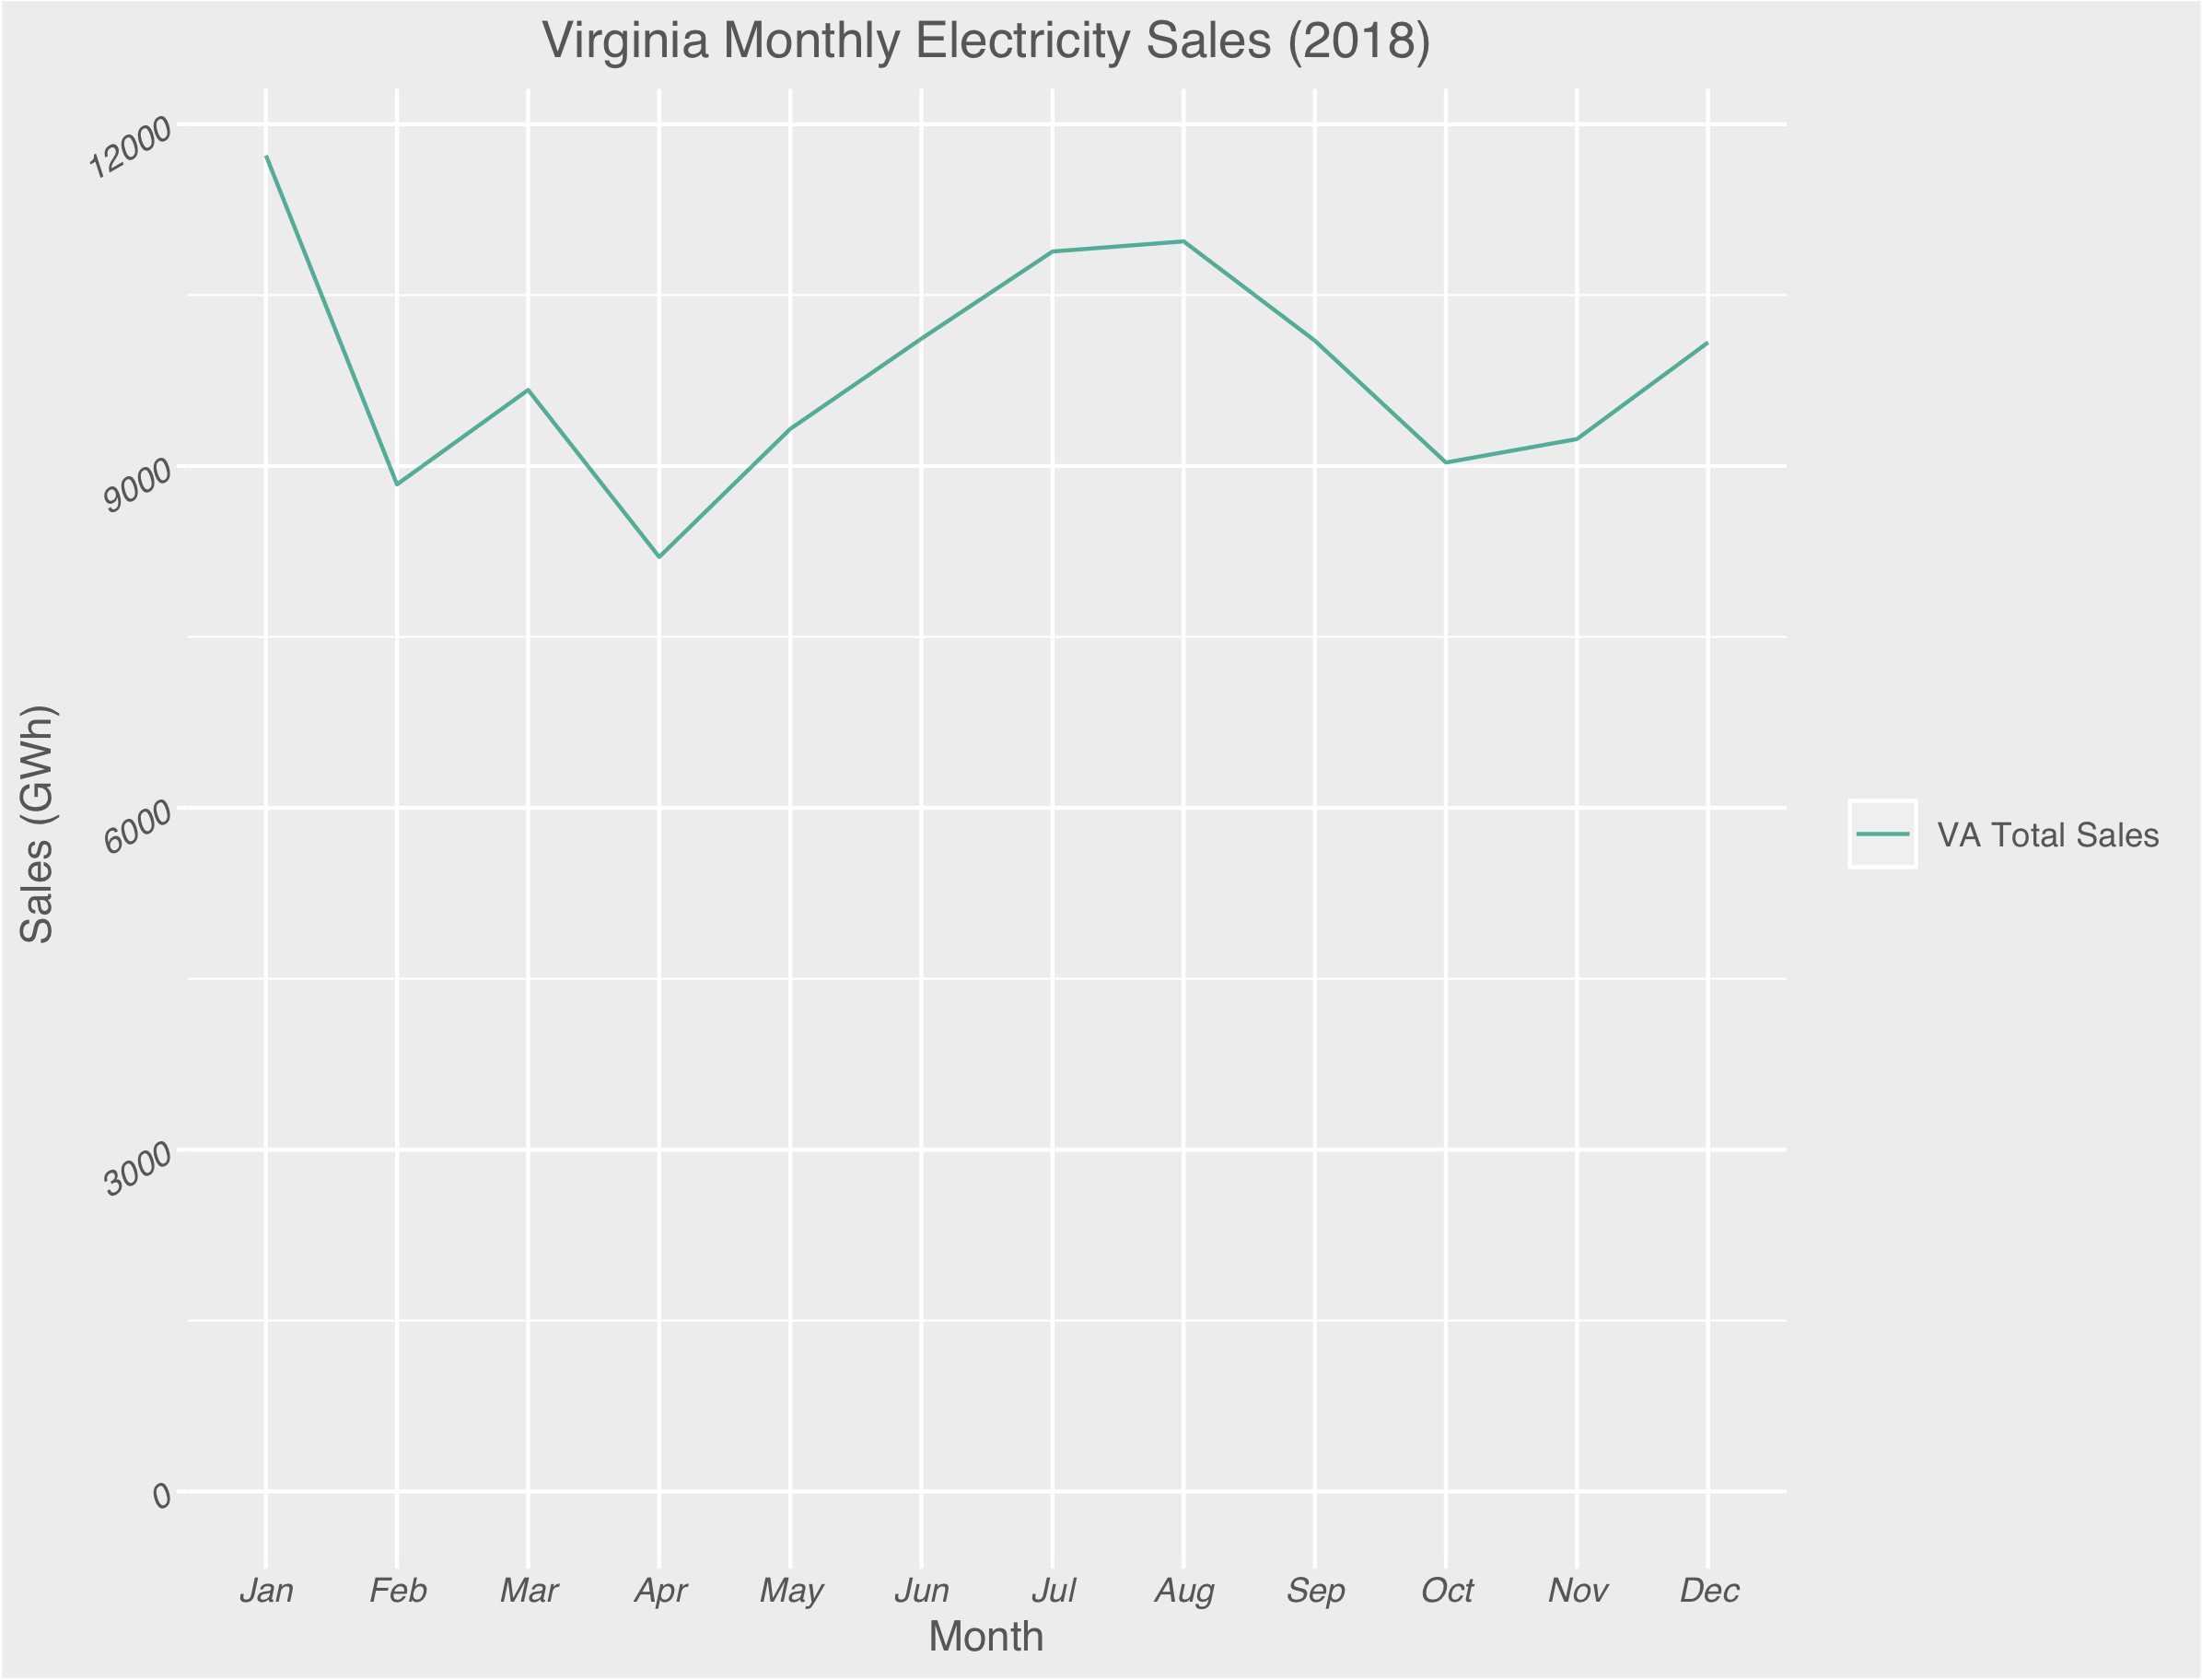 Virginia Monthly Electricity Sales (2018)
12000
9000
6000
3000
0
Sales (GWh)
VA Total Sales
Jan Feb Mar Apr May Jun Jul Aug Sep Oct Nov Dec
Month